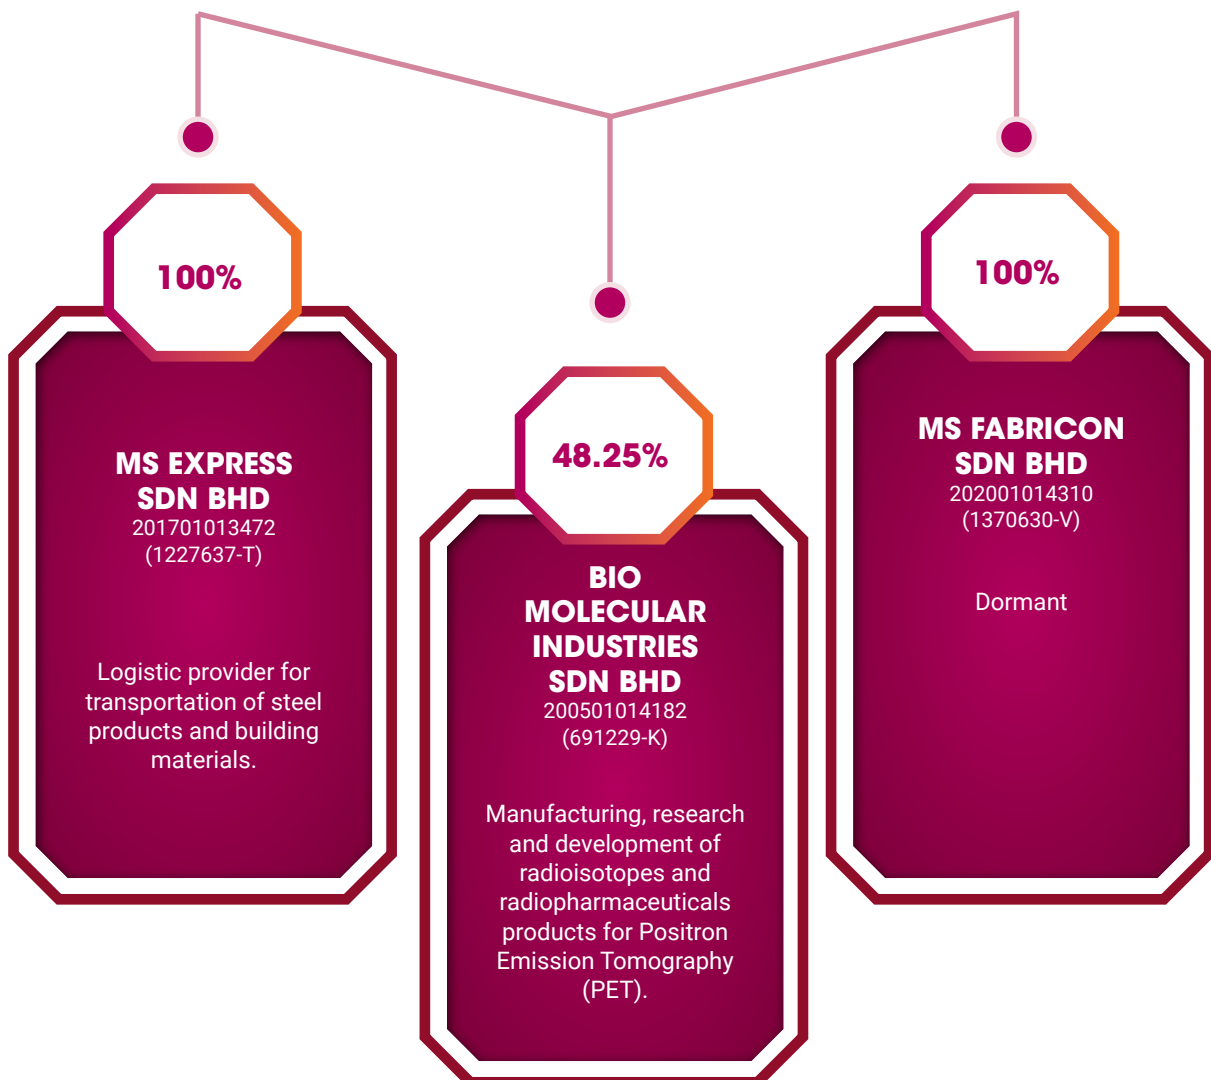 100%
MS EXPRESS
SDN BHD
201701013472
(1227637-T)
Logistic provider for
transportation of steel
products and building
materials.
48.25%
BIO
MOLECULAR
INDUSTRIES
SDN BHD
200501014182
(691229-K)
Manufacturing, research
and development of
radioisotopes and
radiopharmaceuticals
products for Positron
Emission Tomography
(PET).
100%
MS FABRICON
SDN BHD
202001014310
(1370630-V)
Dormant